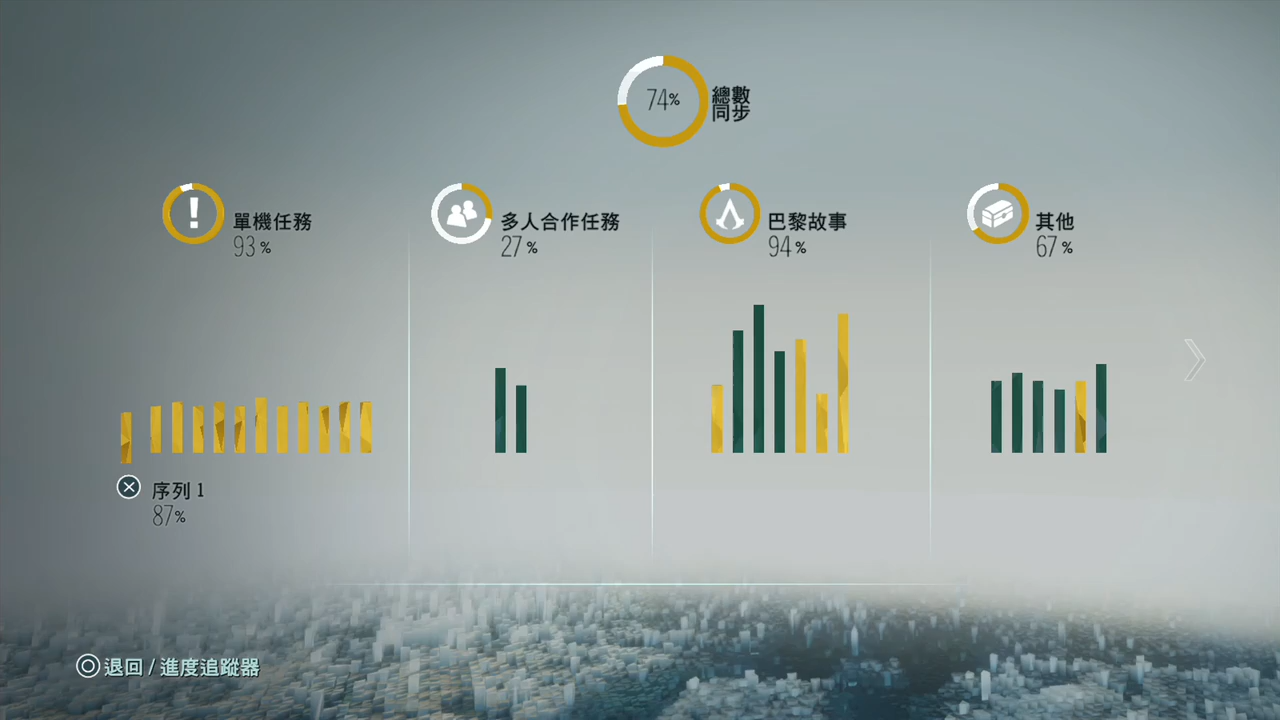 74%
總數
同步
單機任務
93%
多人合作任務
27%
巴黎故事
94%
其他
67%
序列 1
87%
退回 / 進度追蹤器